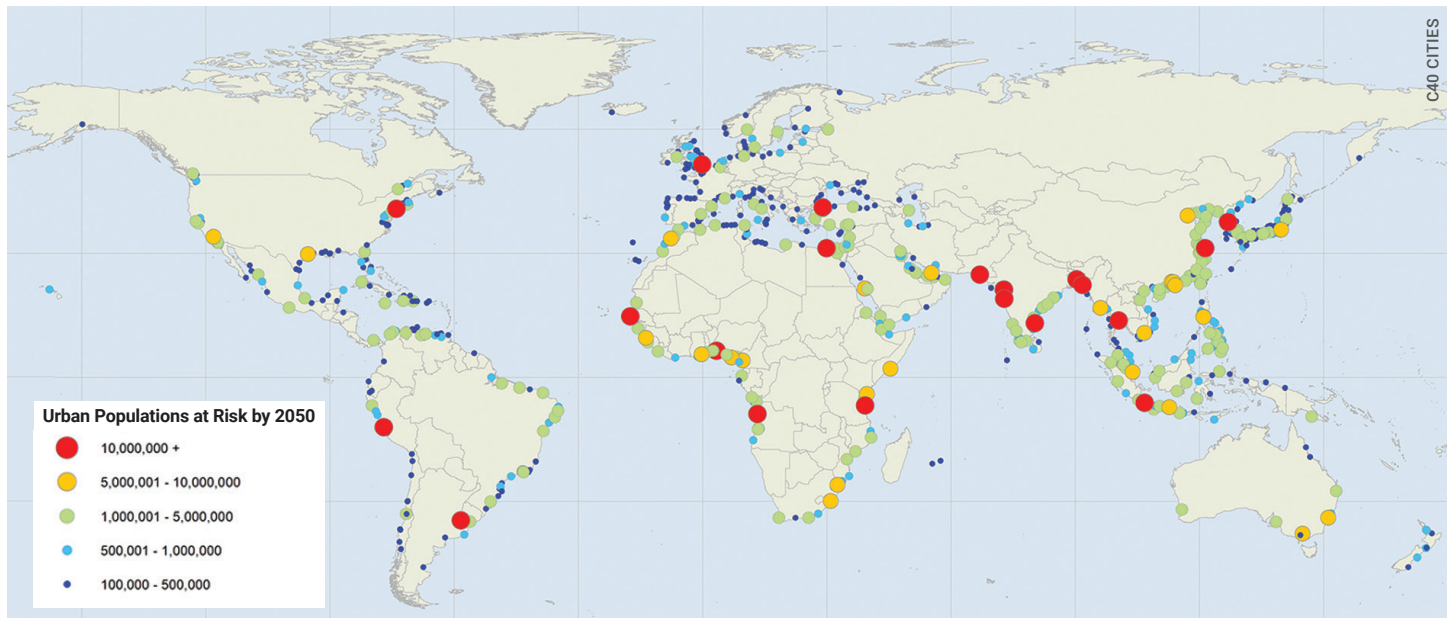 C40 CITIES
Urban Populations at Risk by 2050
10,000,000 +
5,000,001 - 10,000,000
1,000,001 - 5,000,000
500,001 - 1,000,000
100,000 - 500,000